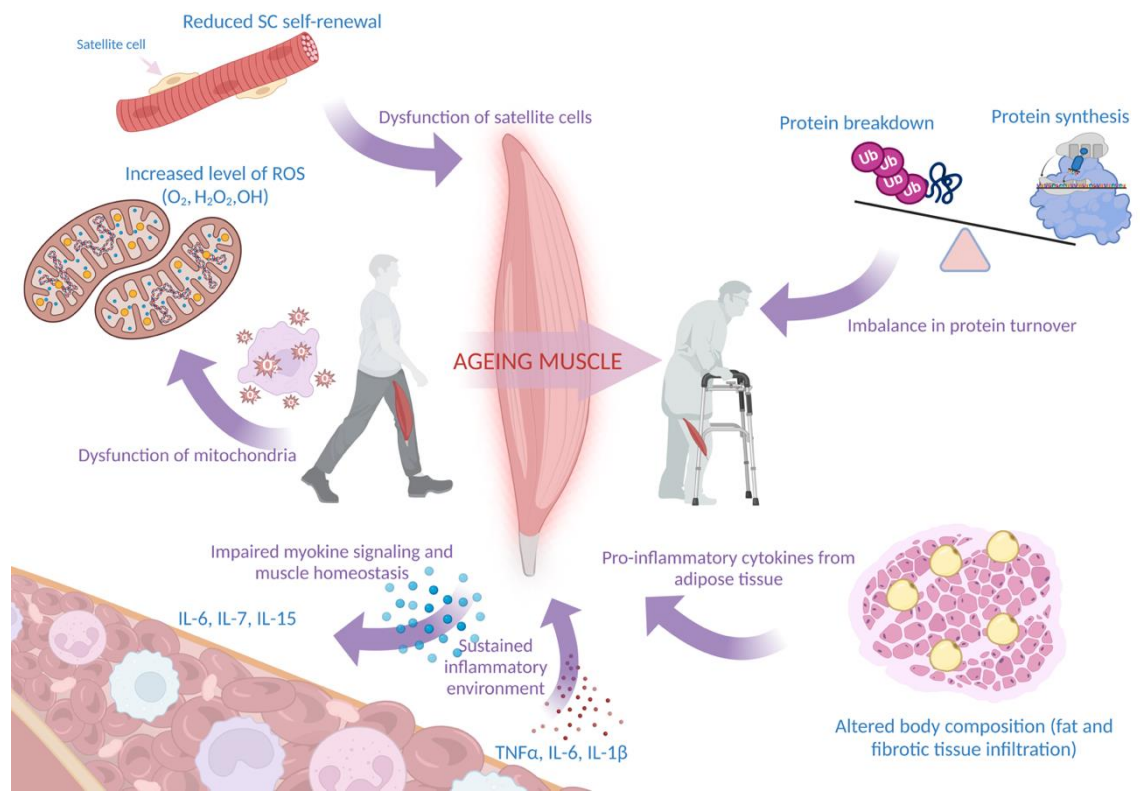 Reduced SC self-renewal
Satellite cell
Dysfunction of satellite cells
Protein breakdown
Protein synthesis
Ub
Ub
Ub
Ub
Increased level of ROS
(O₂, H₂O₂,OH)
O₂
AGEING MUSCLE
Imbalance in protein turnover
Dysfunction of mitochondria
Impaired myokine signaling and
muscle homeostasis
IL-6, IL-7, IL-15
Sustained
inflammatory
environment
TNFα, IL-6, IL-1β
Pro-inflammatory cytokines from
adipose tissue
Altered body composition (fat and
fibrotic tissue infiltration)